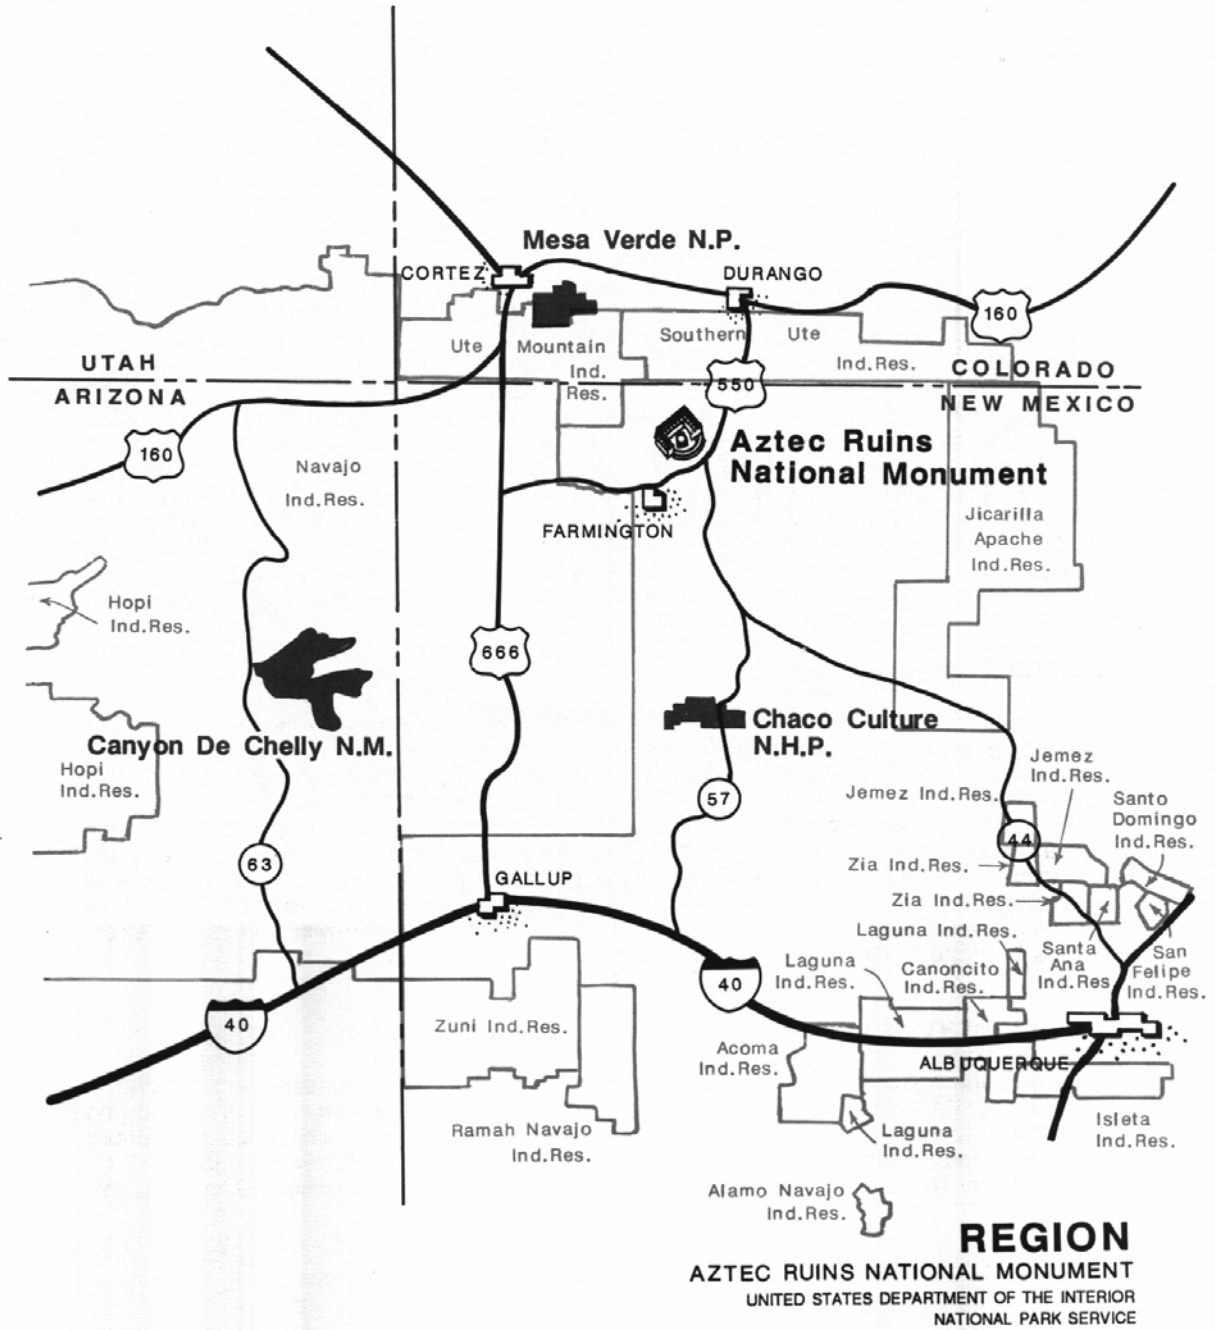 Mesa Verde N.P.
CORTEZ
DURANGO
160
Ute
Mountain
Ind.
Res.
Southern
Ute
Ind.Res.
UTAH
COLORADO
ARIZONA
NEW MEXICO
550
160
Navajo
Ind.Res.
Aztec Ruins
National Monument
FARMINGTON
Jicarilla
Apache
Ind.Res.
Hopi
Ind.Res.
666
Canyon De Chelly N.M.
Chaco Culture
N.H.P.
Hopi
Ind.Res.
57
Jemez
Ind.Res.
Jemez Ind.Res.
Santo
Domingo
Ind.Res.
44
63
Zia Ind.Res.
GALLUP
Zia Ind.Res.
Laguna Ind.Res.
Santa
Ana
Ind.Res.
San
Felipe
Ind.Res.
Laguna
Ind.Res.
Canoncito
Ind.Res.
40
40
Zuni Ind.Res.
Acoma
Ind.Res.
ALBUQUERQUE
Ramah Navajo
Ind.Res.
Laguna
Ind.Res.
Isleta
Ind.Res.
Alamo Navajo
Ind.Res.
REGION
AZTEC RUINS NATIONAL MONUMENT
UNITED STATES DEPARTMENT OF THE INTERIOR
NATIONAL PARK SERVICE